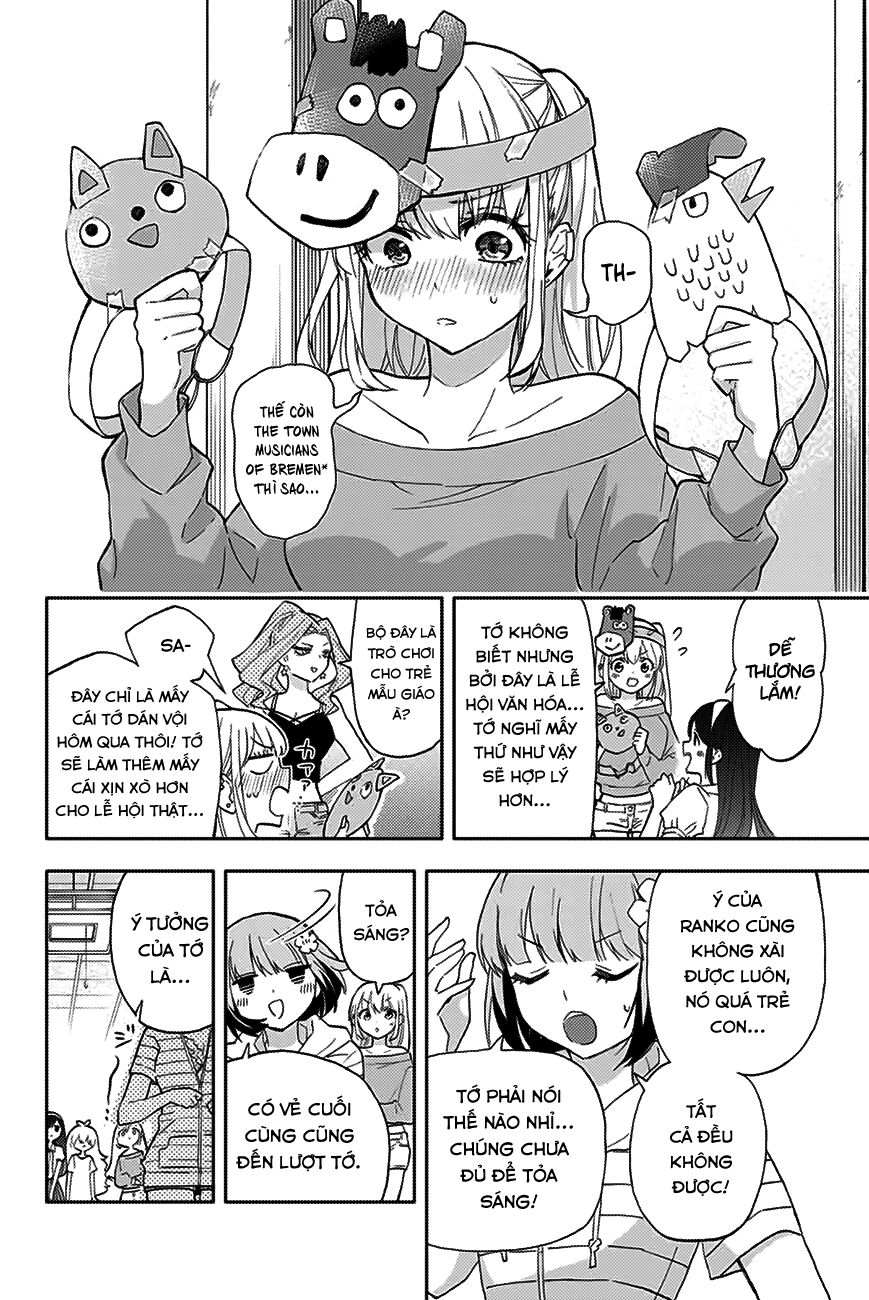 TH-
THẾ CÒN
THE TOWN
MUSICIANS
OF BREMEN*
THÌ SAO...
DỄ
THƯƠNG
LẮM!
TỚ KHÔNG
BIẾT NHƯNG
BỞI ĐÂY LÀ LỄ
HỘI VĂN HÓA...
TỚ NGHĨ MẤY
THỨ NHƯ VẬY
SẼ HỢP LÝ
HƠN...
BỘ ĐÂY LÀ
TRÒ CHƠI
CHO TRẺ
MẪU GIÁO
À?
カァァ
SA-
ĐÂY CHỈ LÀ MẤY
CÁI TỚ DÁN VỘI
HÔM QUA THÔI! TỚ
SẼ LÀM THÊM MẤY
CÁI XỊN XÒ HƠN
CHO LỄ HỘI THẬT...
Ý CỦA
RANKO CŨNG
KHÔNG XÀI
ĐƯỢC LUÔN,
NÓ QUÁ TRẺ
CON...
TẤT
CẢ ĐỀU
KHÔNG
ĐƯỢC!
TỚ PHẢI NÓI
THẾ NÀO NHỈ...
CHÚNG CHƯA
ĐỦ ĐỂ TỎA
SÁNG!
TỎA
SÁNG?
CÓ VẺ CUỐI
CÙNG CŨNG
ĐẾN LƯỢT TỚ.
Ý TƯỞNG
CỦA TỚ
LÀ...